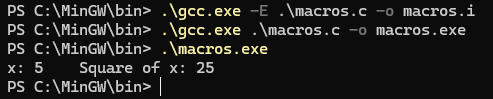 PS C:\MinGW\bin> .\gcc.exe -E .\macros.c -o macros.i
PS C:\MinGW\bin> .\gcc.exe .\macros.c -o macros.exe
PS C:\MinGW\bin> .\macros.exe
x: 5    Square of x: 25
PS C:\MinGW\bin>